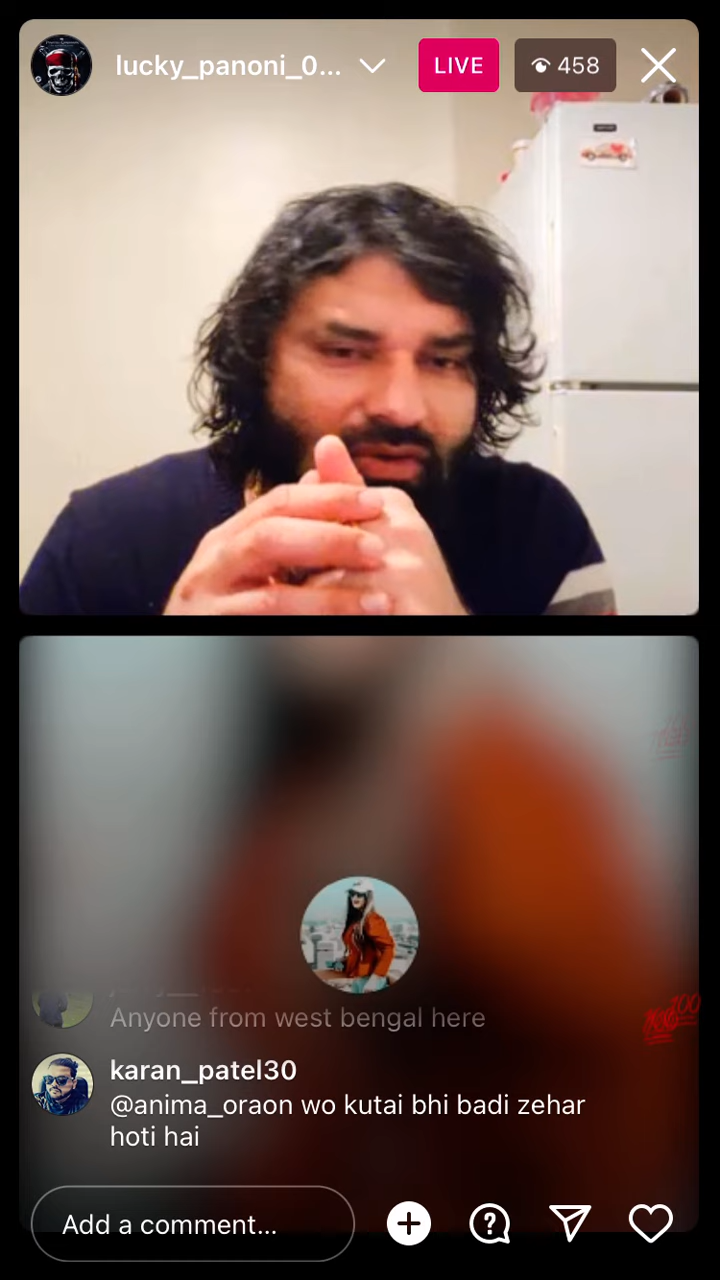 lucky_panoni_0...
LIVE
458
Anyone from west bengal here
karan_patel30
@anima_oraon wo kutai bhi badi zehar
hoti hai
Add a comment...